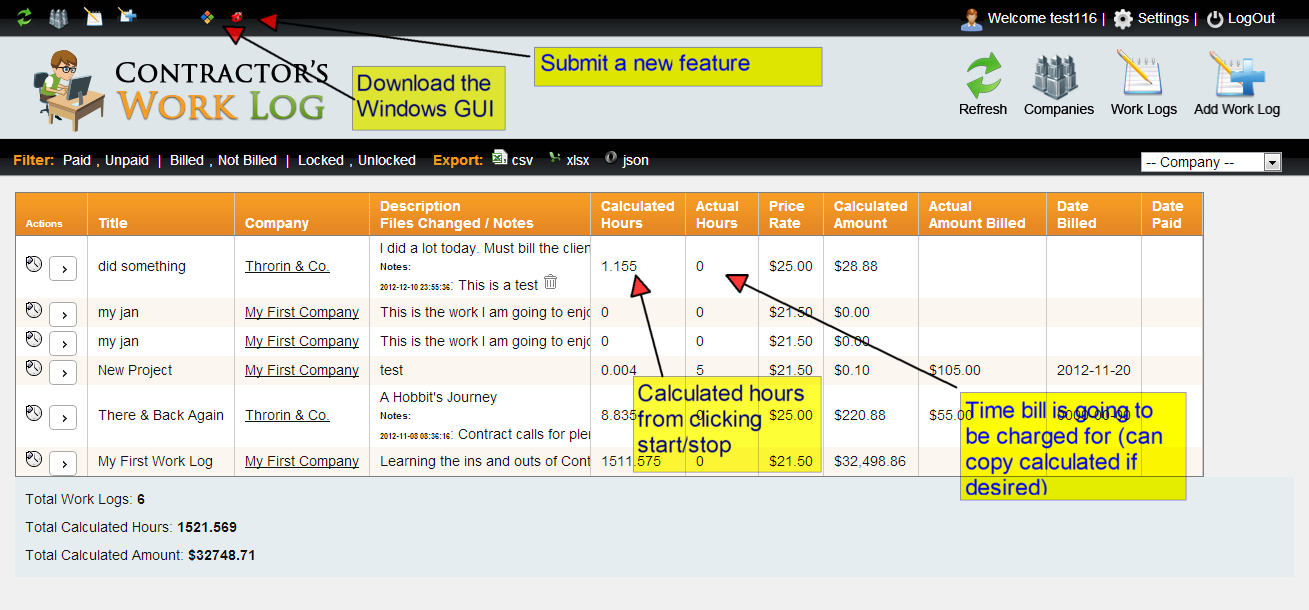 Welcome test116 | Settings | LogOut
Submit a new feature
Download the
Windows GUI
CONTRACTOR'S
WORK LOG
Refresh Companies Work Logs Add Work Log
Filter: Paid , Unpaid | Billed , Not Billed | Locked , Unlocked Export: csv xlsx json
-- Company --
Actions Title Company Description Files Changed / Notes Calculated Hours Actual Hours Price Rate Calculated Amount Actual Amount Billed Date Billed Date Paid
I did a lot today. Must bill the clien
Notes:
did something Throrin & Co. 1.155 0 $25.00 $28.88
2012-12-10 23:55:36: This is a test
my jan My First Company This is the work I am going to enjo 0 0 $21.50 $0.00
my jan My First Company This is the work I am going to enjo 0 0 $21.50 $0.00
New Project My First Company test 0.004 5 $21.50 $0.10 $105.00 2012-11-20
A Hobbit's Journey
Notes:
There & Back Again Throrin & Co. 8.835 0 $25.00 $220.88 $55.00 0000-00-00
2012-11-08 08:36:16: Contract calls for plen
My First Work Log My First Company Learning the ins and outs of Cont 1511.575 0 $21.50 $32,498.86
Calculated hours
from clicking
start/stop
Time bill is going to
be charged for (can
copy calculated if
desired)
Total Work Logs: 6
Total Calculated Hours: 1521.569
Total Calculated Amount: $32748.71